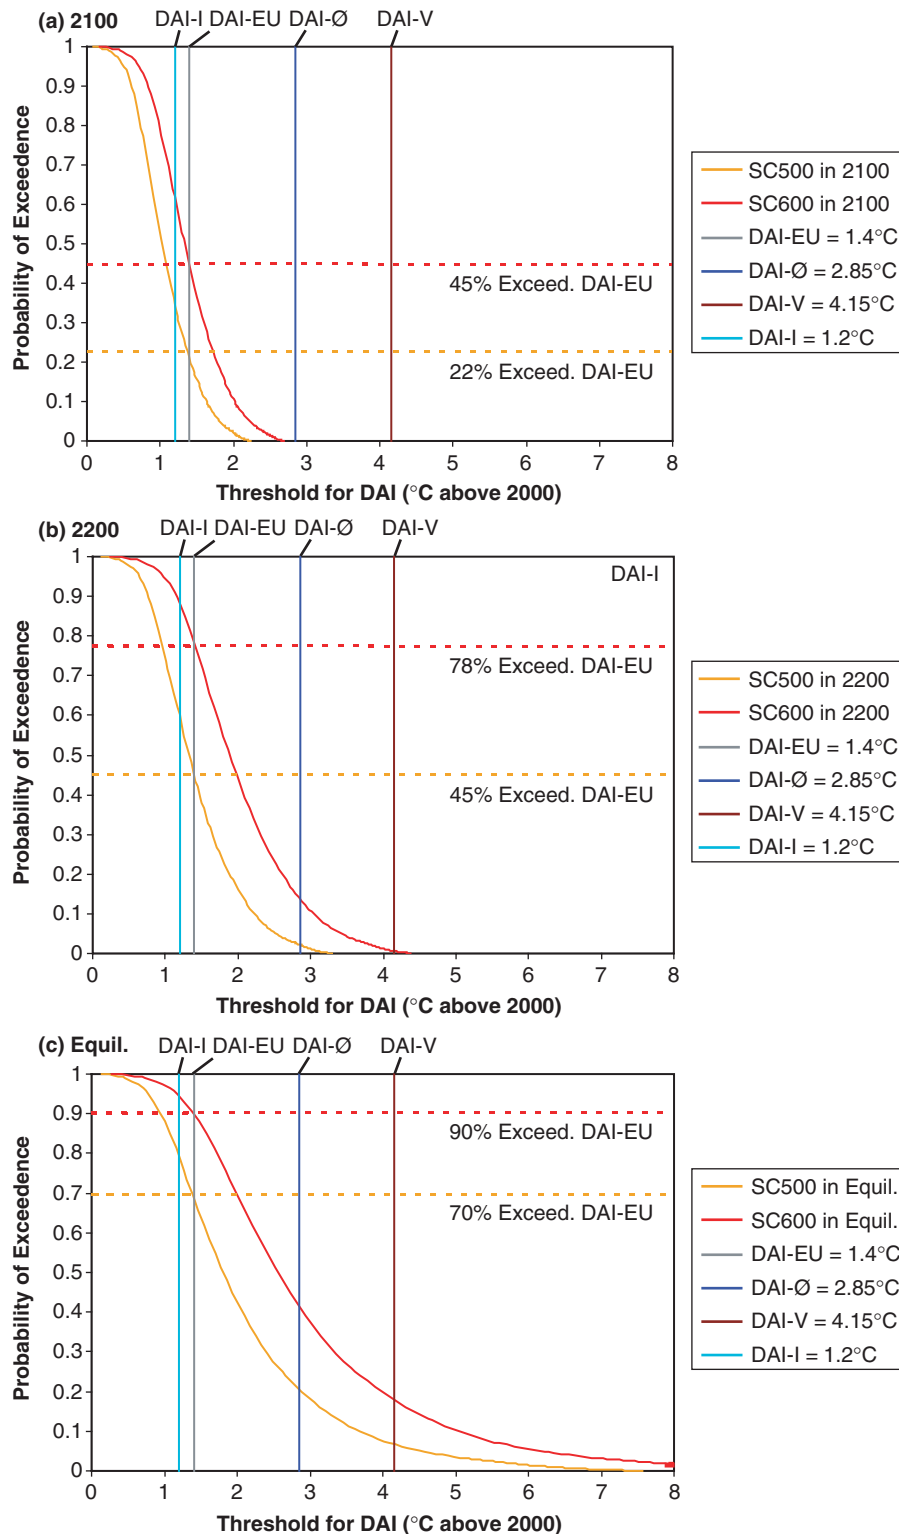 (a) 2100
DAI-I DAI-EU DAI-Ø DAI-V
1
0.9
0.8
0.7
0.6
0.5
0.4
0.3
0.2
0.1
0
Probability of Exceedence
45% Exceed. DAI-EU
22% Exceed. DAI-EU
0 1 2 3 4 5 6 7 8
Threshold for DAI (°C above 2000)
SC500 in 2100
SC600 in 2100
DAI-EU = 1.4°C
DAI-Ø = 2.85°C
DAI-V = 4.15°C
DAI-I = 1.2°C
(b) 2200
DAI-I DAI-EU DAI-Ø DAI-V
1
0.9
0.8
0.7
0.6
0.5
0.4
0.3
0.2
0.1
0
Probability of Exceedence
DAI-I
78% Exceed. DAI-EU
45% Exceed. DAI-EU
0 1 2 3 4 5 6 7 8
Threshold for DAI (°C above 2000)
SC500 in 2200
SC600 in 2200
DAI-EU = 1.4°C
DAI-Ø = 2.85°C
DAI-V = 4.15°C
DAI-I = 1.2°C
(c) Equil.
DAI-I DAI-EU DAI-Ø DAI-V
1
0.9
0.8
0.7
0.6
0.5
0.4
0.3
0.2
0.1
0
Probability of Exceedence
90% Exceed. DAI-EU
70% Exceed. DAI-EU
0 1 2 3 4 5 6 7 8
Threshold for DAI (°C above 2000)
SC500 in Equil.
SC600 in Equil.
DAI-EU = 1.4°C
DAI-Ø = 2.85°C
DAI-V = 4.15°C
DAI-I = 1.2°C